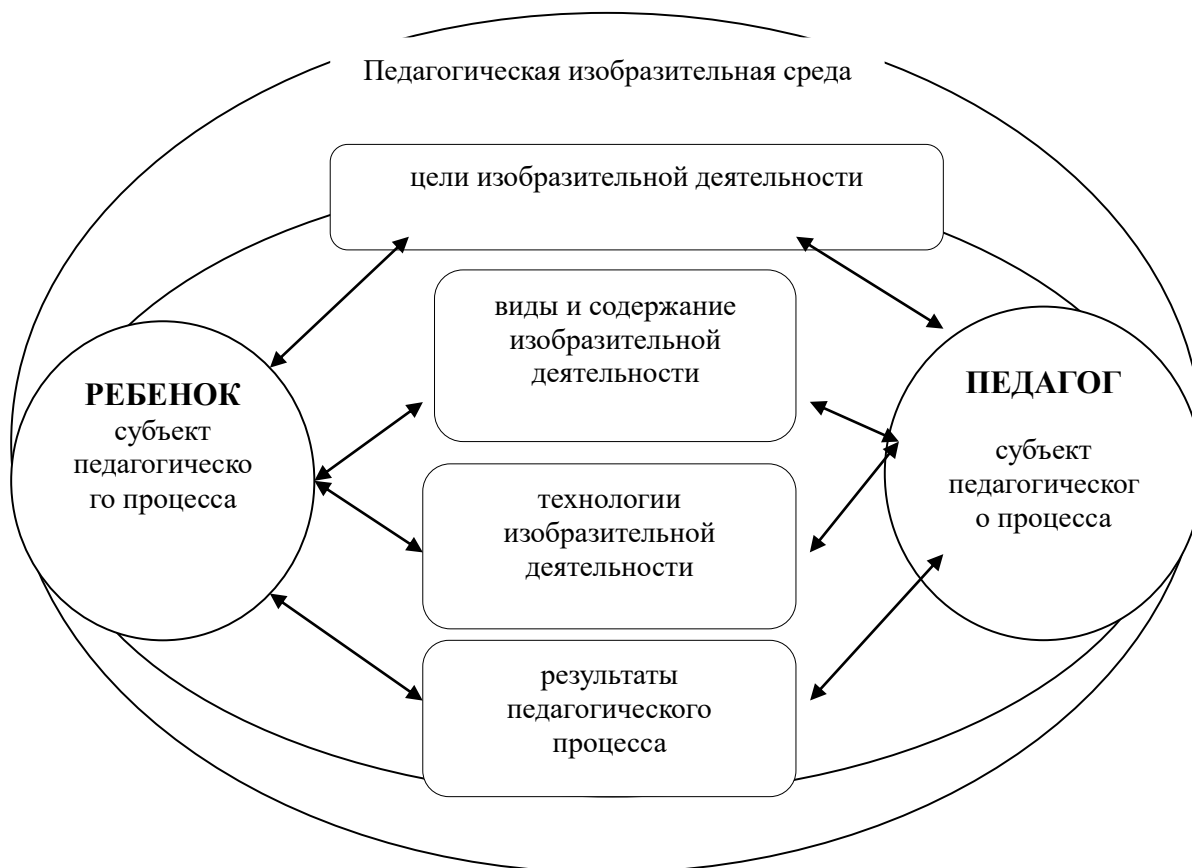 Педагогическая изобразительная среда
цели изобразительной деятельности
виды и содержание
изобразительной
деятельности
РЕБЕНОК
субъект
педагогическо
го процесса
ПЕДАГОГ
субъект
педагогическог
о процесса
технологии
изобразительной
деятельности
результаты
педагогического
процесса